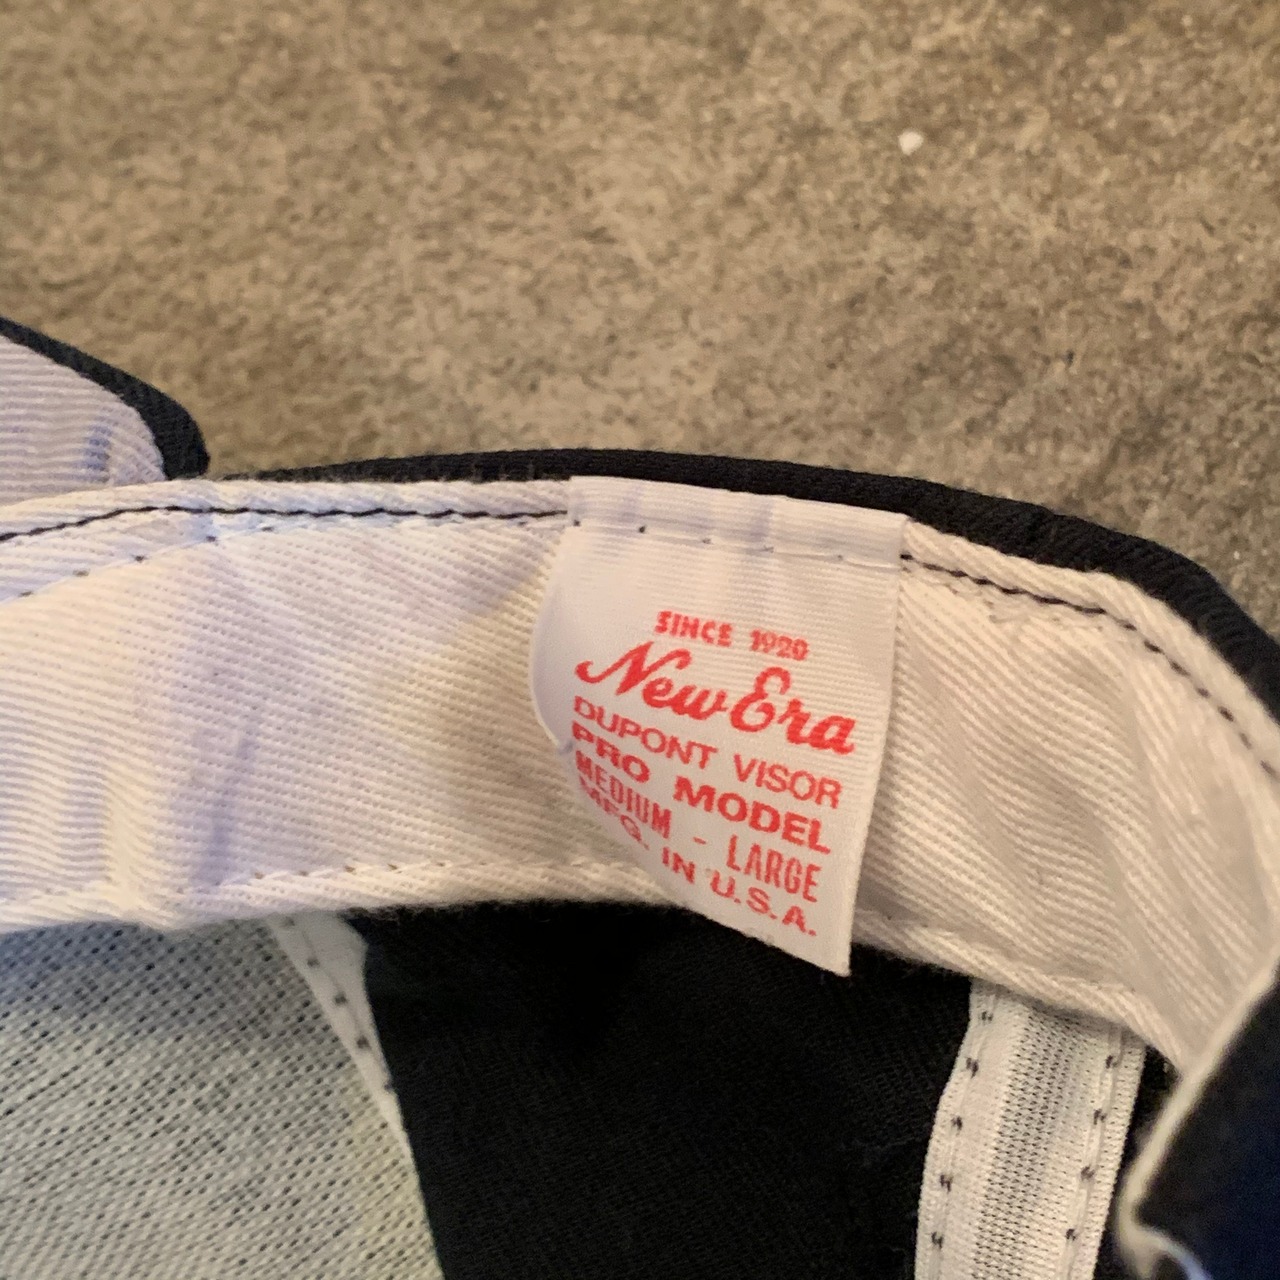 SINCE 1920
New Era
DUPONT VISOR
PRO MODEL
MEDIUM - LARGE
MFG. IN U.S.A.